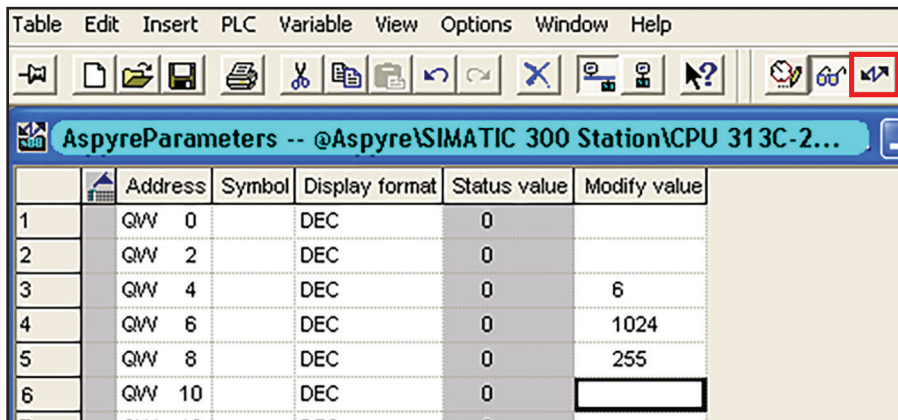 Table Edit Insert PLC Variable View Options Window Help
AspyreParameters -- @Aspyre\SIMATIC 300 Station\CPU 313C-2...
Address Symbol Display format Status value Modify value
1 QW 0 DEC 0
2 QW 2 DEC 0
3 QW 4 DEC 0 6
4 QW 6 DEC 0 1024
5 QW 8 DEC 0 255
6 QW 10 DEC 0